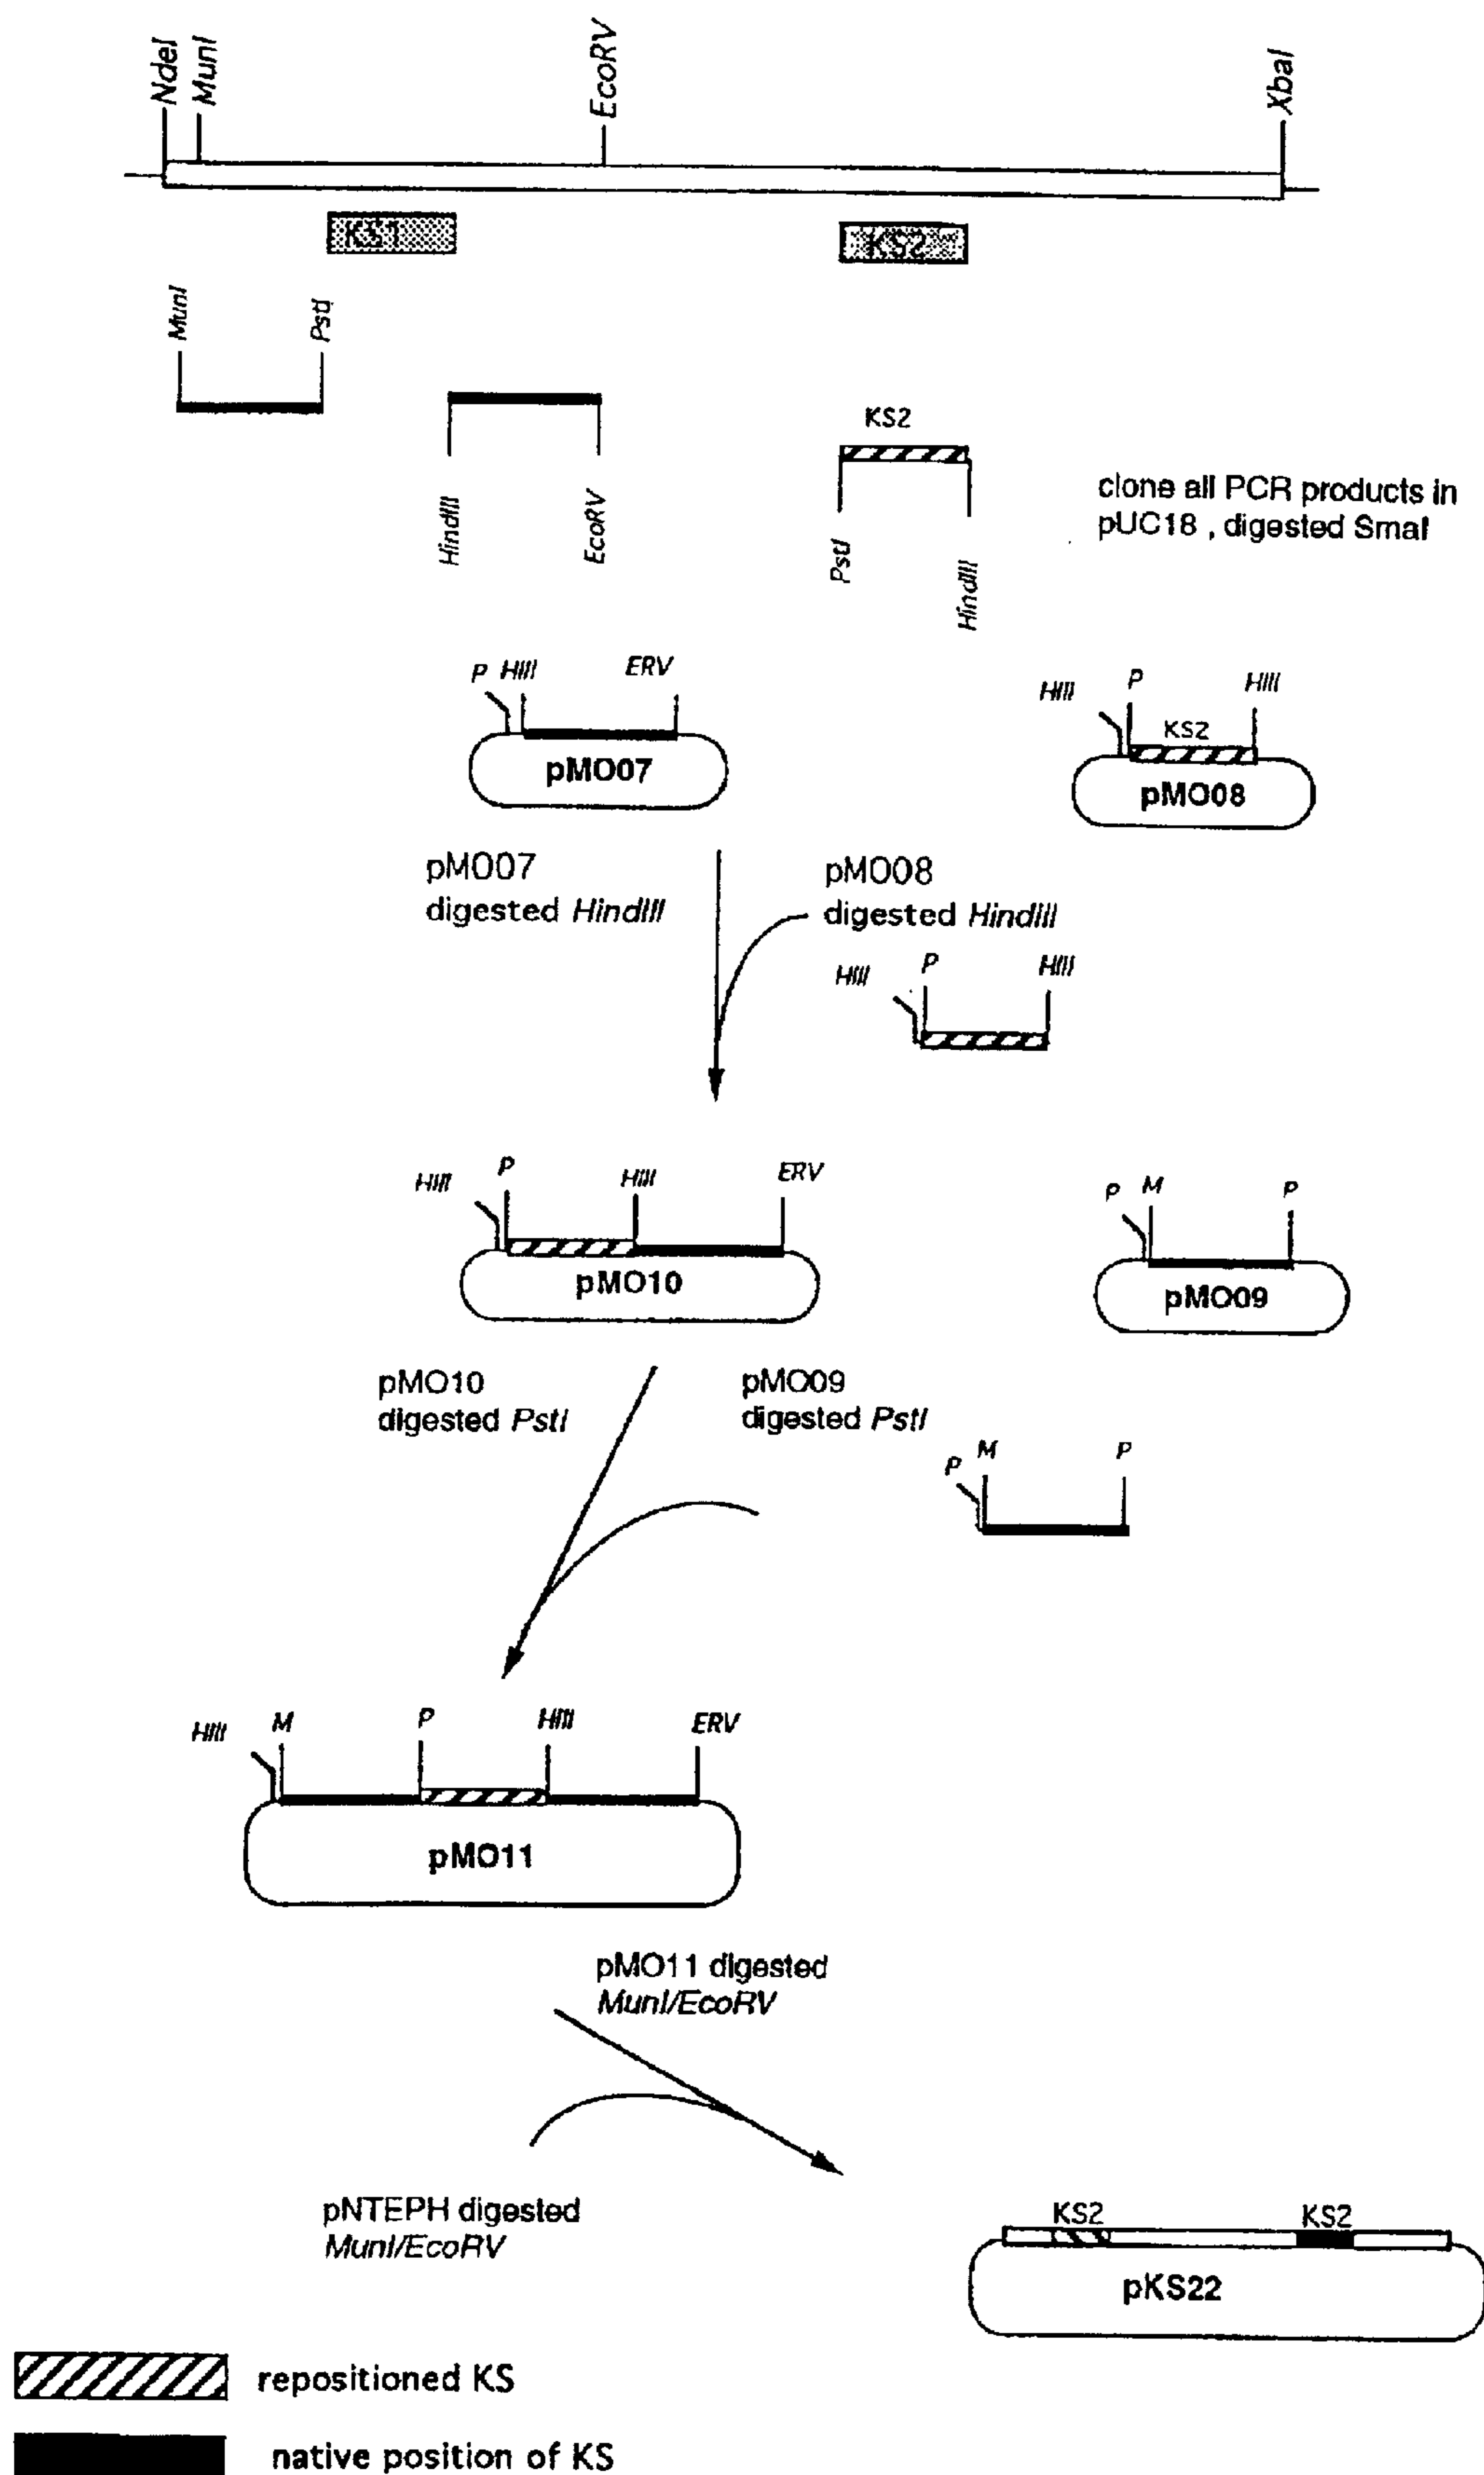 NdeI
MunI
EcoRV
XbaI
KS1
KS2
MunI
PstI
HindIII
EcoRV
KS2
PstI
HindIII
clone all PCR products in
pUC18 , digested SmaI
P HIII ERV
pMO07
HIII P HIII
KS2
pMO08
pMO07
digested HindIII
pMO08
digested HindIII
HIII P HIII
HIII P HIII ERV
pMO10
P M P
pMO09
pMO10
digested PstI
pMO09
digested PstI
P M P
HIII M P HIII ERV
pMO11
pMO11 digested
MunI/EcoRV
pNTEPH digested
MunI/EcoRV
KS2 KS2
pKS22
repositioned KS
native position of KS